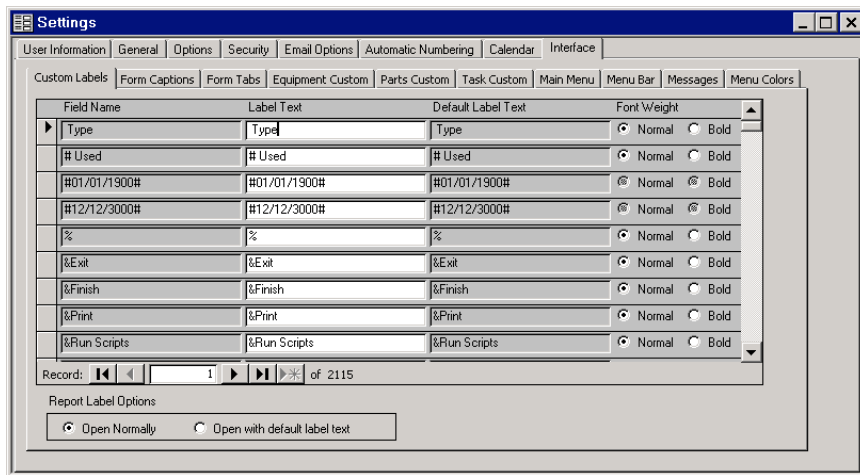 Settings
User Information General Options Security Email Options Automatic Numbering Calendar Interface
Custom Labels Form Captions Form Tabs Equipment Custom Parts Custom Task Custom Main Menu Menu Bar Messages Menu Colors
Field Name Label Text Default Label Text Font Weight
Type Type Type Normal Bold
# Used # Used # Used Normal Bold
#01/01/1900# #01/01/1900# #01/01/1900# Normal Bold
#12/12/3000# #12/12/3000# #12/12/3000# Normal Bold
% % % Normal Bold
&Exit &Exit &Exit Normal Bold
&Finish &Finish &Finish Normal Bold
&Print &Print &Print Normal Bold
&Run Scripts &Run Scripts &Run Scripts Normal Bold
Record: 1 of 2115
Report Label Options
Open Normally Open with default label text